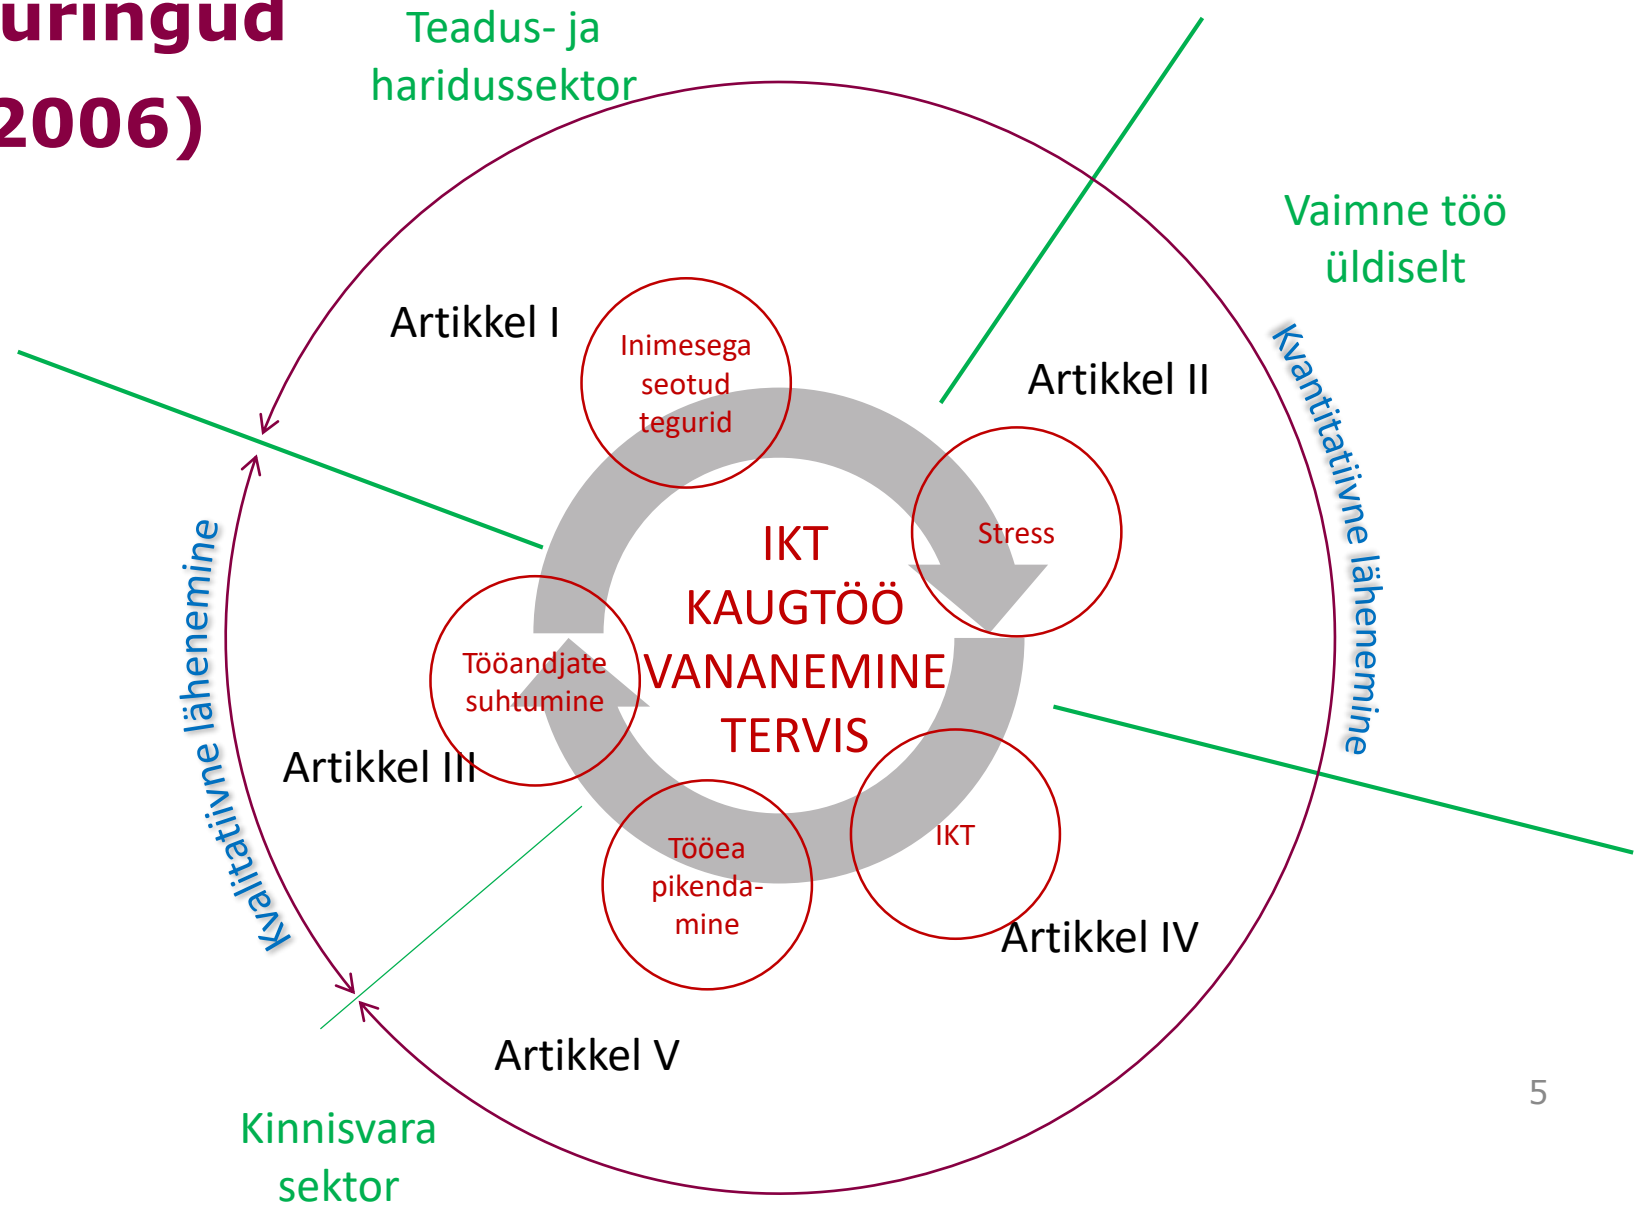 uringud
2006)
Teadus- ja
haridussektor
Vaimne töö
üldiselt
Artikkel I
Inimesega
seotud
tegurid
Artikkel II
Kvantitatiivne lähenemine
Stress
IKT
KAUGTÖÖ
VANANEMINE
TERVIS
Kvalitatiivne lähenemine
Tööandjate
suhtumine
Artikkel III
Tööea
pikenda-
mine
IKT
Artikkel IV
Artikkel V
Kinnisvara
sektor
5